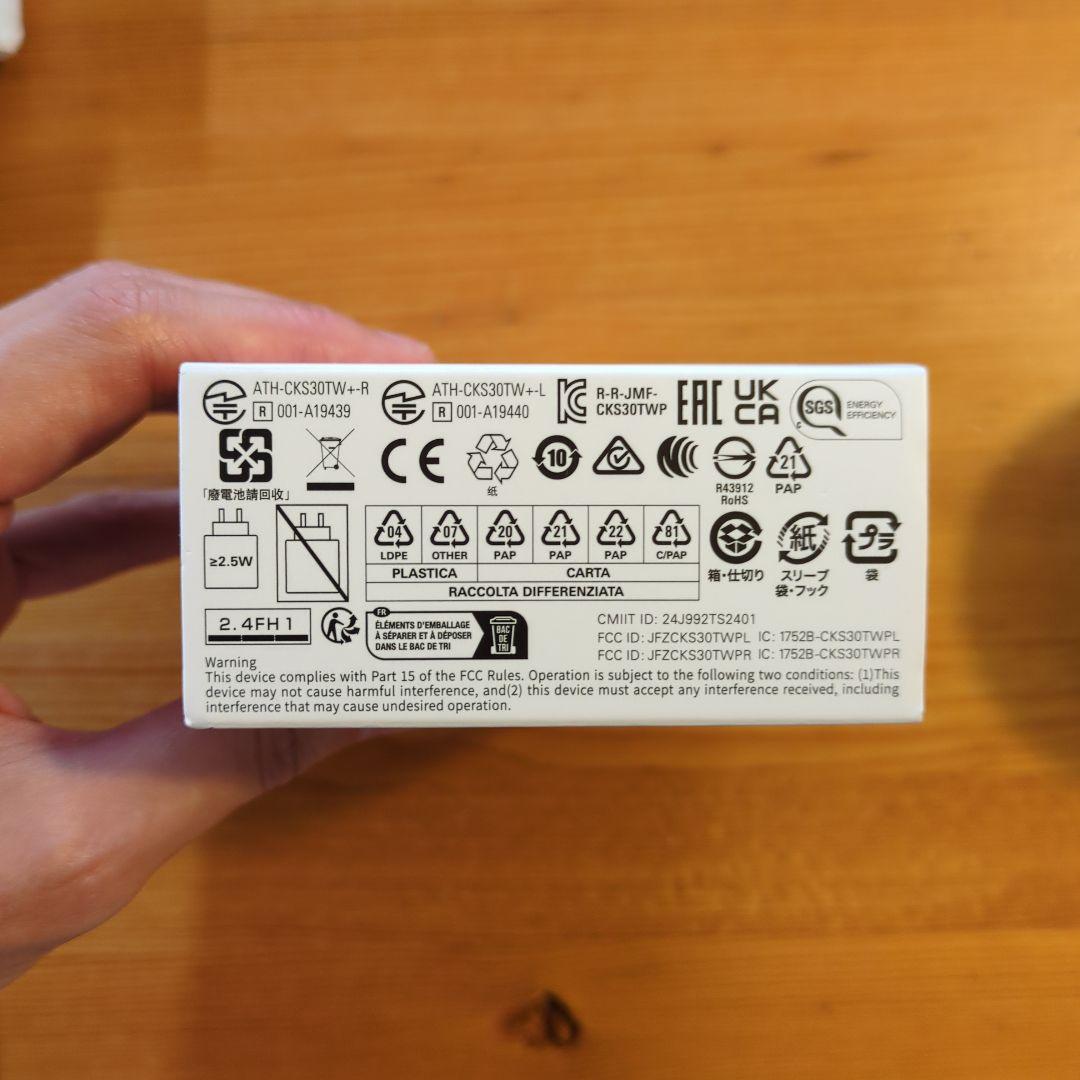 ATH-CKS30TW+-R
R 001-A19439
ATH-CKS30TW+-L
R 001-A19440
R-R-JMF-
CKS30TWP
EAC
UK
CA
SGS
ENERGY
EFFICIENCY
「廢電池請回收」
CE
纸
10
R43912
RoHS
21
PAP
≥2.5W
04
LDPE
07
OTHER
20
PAP
21
PAP
22
PAP
81
C/PAP
PLASTICA
CARTA
RACCOLTA DIFFERENZIATA
箱・仕切り
紙
スリーブ
袋・フック
プラ
袋
2.4FH1
FR
ÉLÉMENTS D'EMBALLAGE
À SÉPARER ET À DÉPOSER
DANS LE BAC DE TRI
BAC
DE
TRI
CMIIT ID: 24J992TS2401
FCC ID: JFZCKS30TWPL IC: 1752B-CKS30TWPL
FCC ID: JFZCKS30TWPR IC: 1752B-CKS30TWPR
Warning
This device complies with Part 15 of the FCC Rules. Operation is subject to the following two conditions: (1)This
device may not cause harmful interference, and(2) this device must accept any interference received, including
interference that may cause undesired operation.